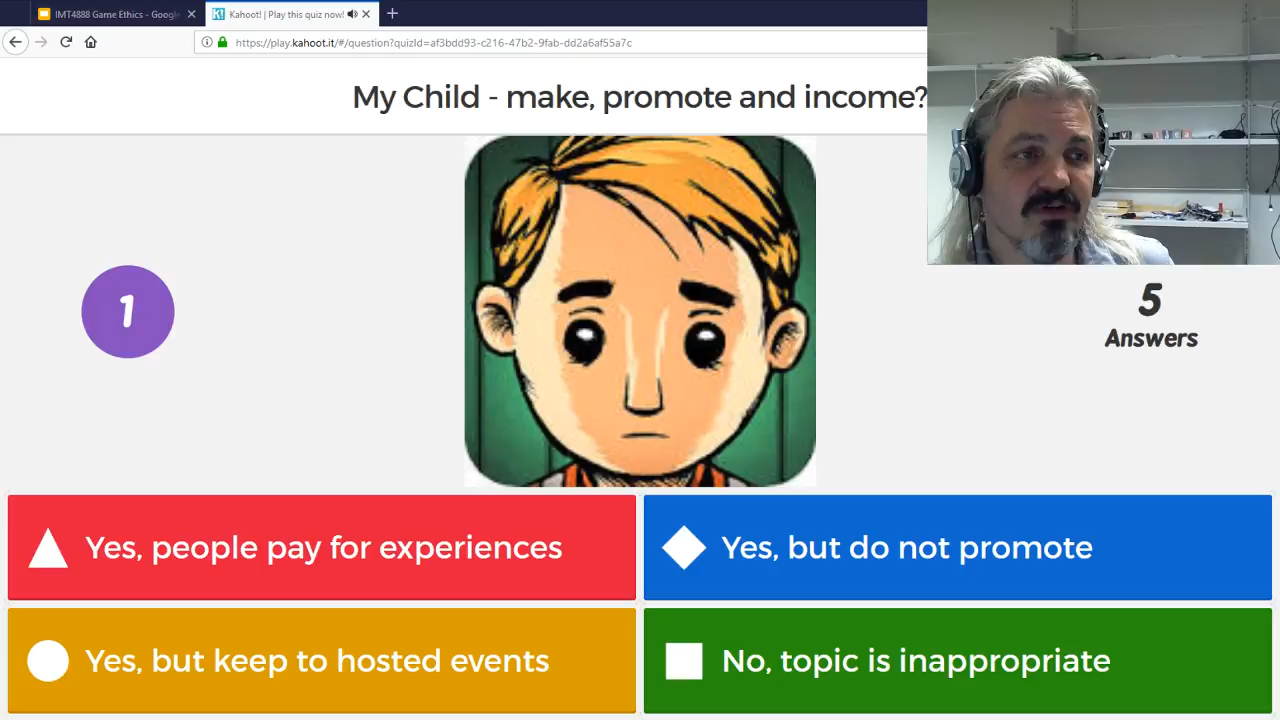 IMT4888 Game Ethics - Google
Kahoot! | Play this quiz now!
https://play.kahoot.it/#/question?quizId=af3bdd93-c216-47b2-9fab-dd2a6af55a7c
My Child - make, promote and income?
1
5
Answers
Yes, people pay for experiences
Yes, but do not promote
Yes, but keep to hosted events
No, topic is inappropriate